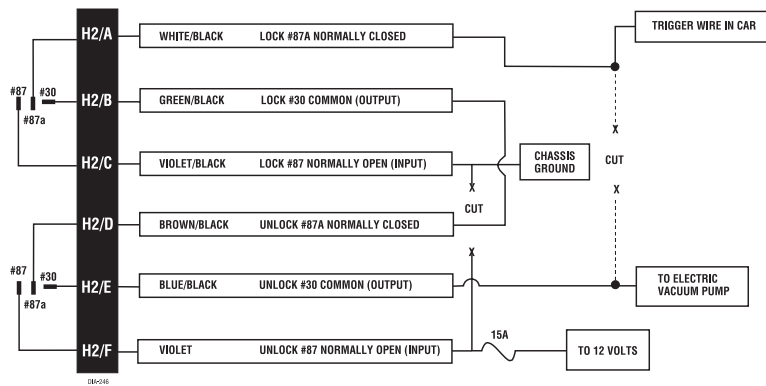 H2/A WHITE/BLACK LOCK #87A NORMALLY CLOSED TRIGGER WIRE IN CAR
#87 #30
#87a
H2/B GREEN/BLACK LOCK #30 COMMON (OUTPUT)
X
CUT
X
H2/C VIOLET/BLACK LOCK #87 NORMALLY OPEN (INPUT) CHASSIS GROUND
X
CUT
X
H2/D BROWN/BLACK UNLOCK #87A NORMALLY CLOSED
#87 #30
#87a
H2/E BLUE/BLACK UNLOCK #30 COMMON (OUTPUT) TO ELECTRIC VACUUM PUMP
15A
H2/F VIOLET UNLOCK #87 NORMALLY OPEN (INPUT) TO 12 VOLTS
DIA-246